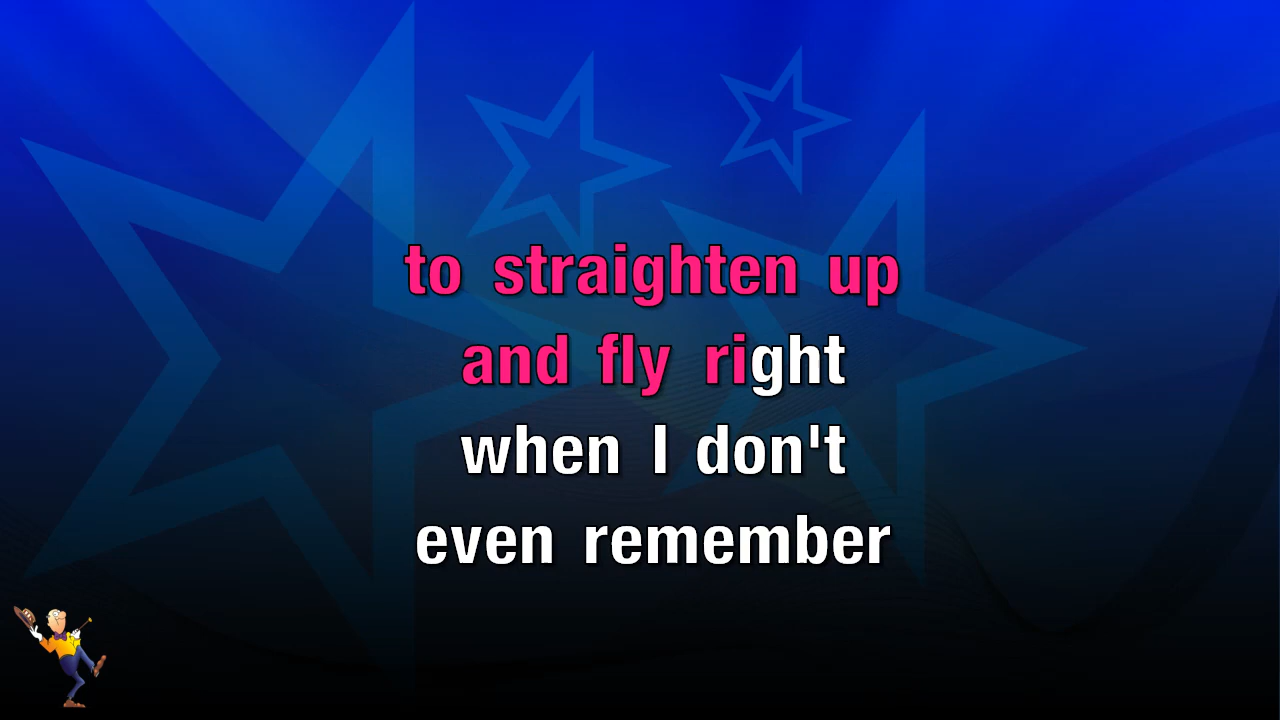 to straighten up
and fly right
when I don't
even remember